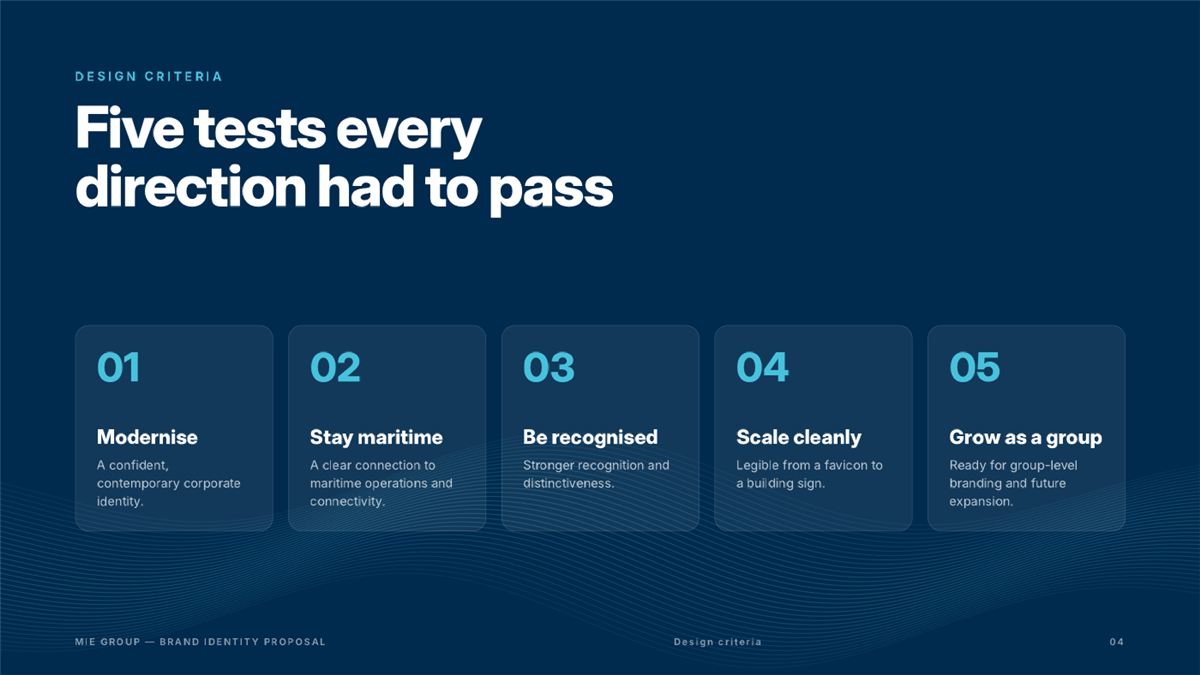 DESIGN CRITERIA
Five tests every
direction had to pass
01
Modernise
A confident,
contemporary corporate
identity.
02
Stay maritime
A clear connection to
maritime operations and
connectivity.
03
Be recognised
Stronger recognition and
distinctiveness.
04
Scale cleanly
Legible from a favicon to
a building sign.
05
Grow as a group
Ready for group-level
branding and future
expansion.
MIE GROUP — BRAND IDENTITY PROPOSAL
Design criteria
04